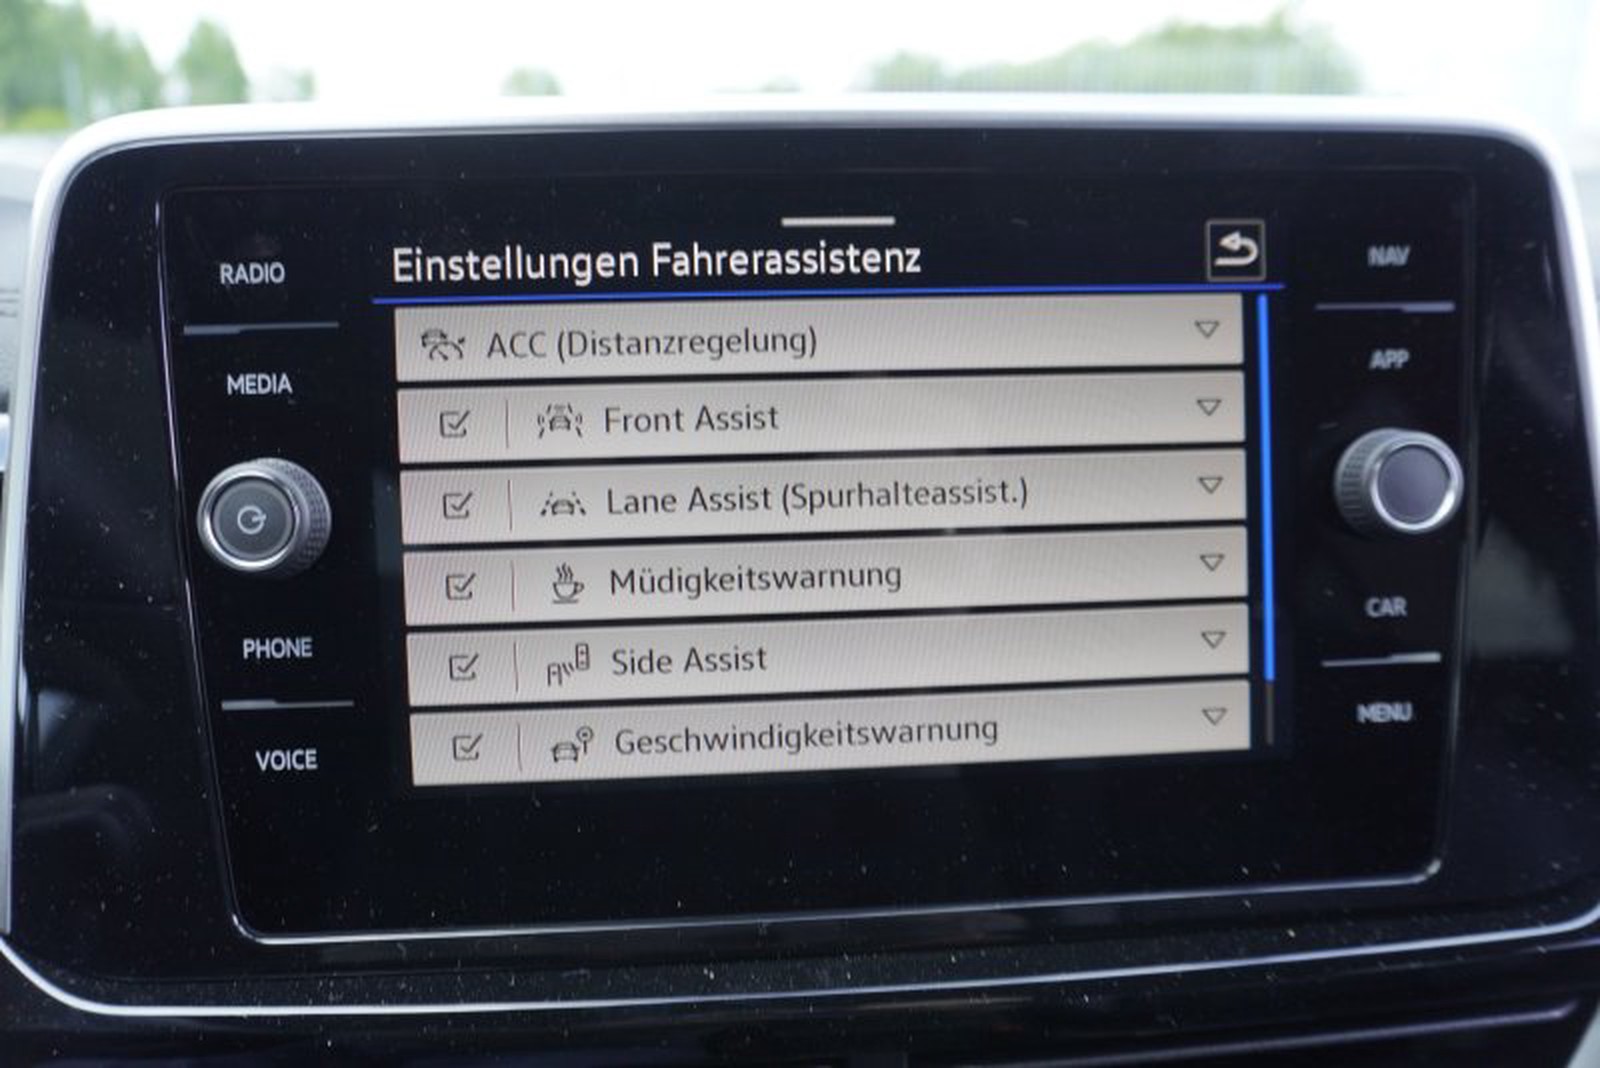 RADIO
MEDIA
PHONE
VOICE
Einstellungen Fahrerassistenz
ACC (Distanzregelung)
Front Assist
Lane Assist (Spurhalteassist.)
Müdigkeitswarnung
Side Assist
Geschwindigkeitswarnung
NAV
APP
CAR
MENU